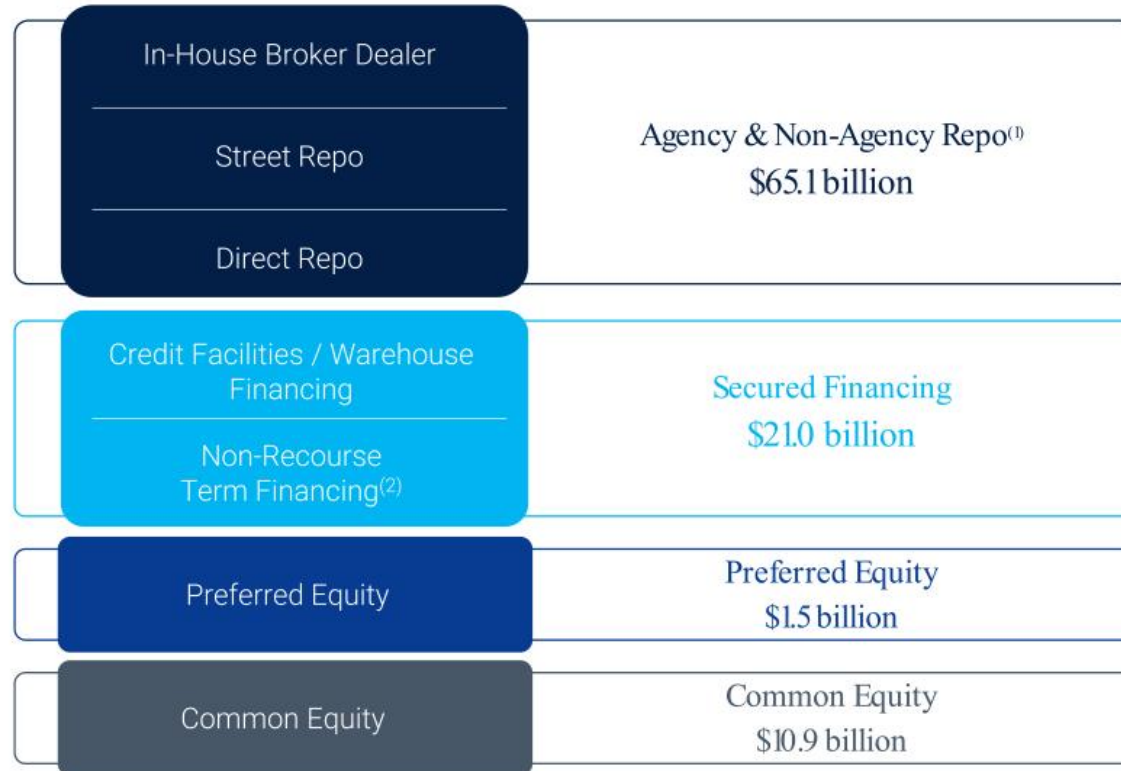 In-House Broker Dealer
Street Repo
Direct Repo
Agency & Non-Agency Repo(1)
$65.1 billion
Credit Facilities / Warehouse
Financing
Non-Recourse
Term Financing(2)
Secured Financing
$21.0 billion
Preferred Equity
Preferred Equity
$1.5 billion
Common Equity
Common Equity
$10.9 billion